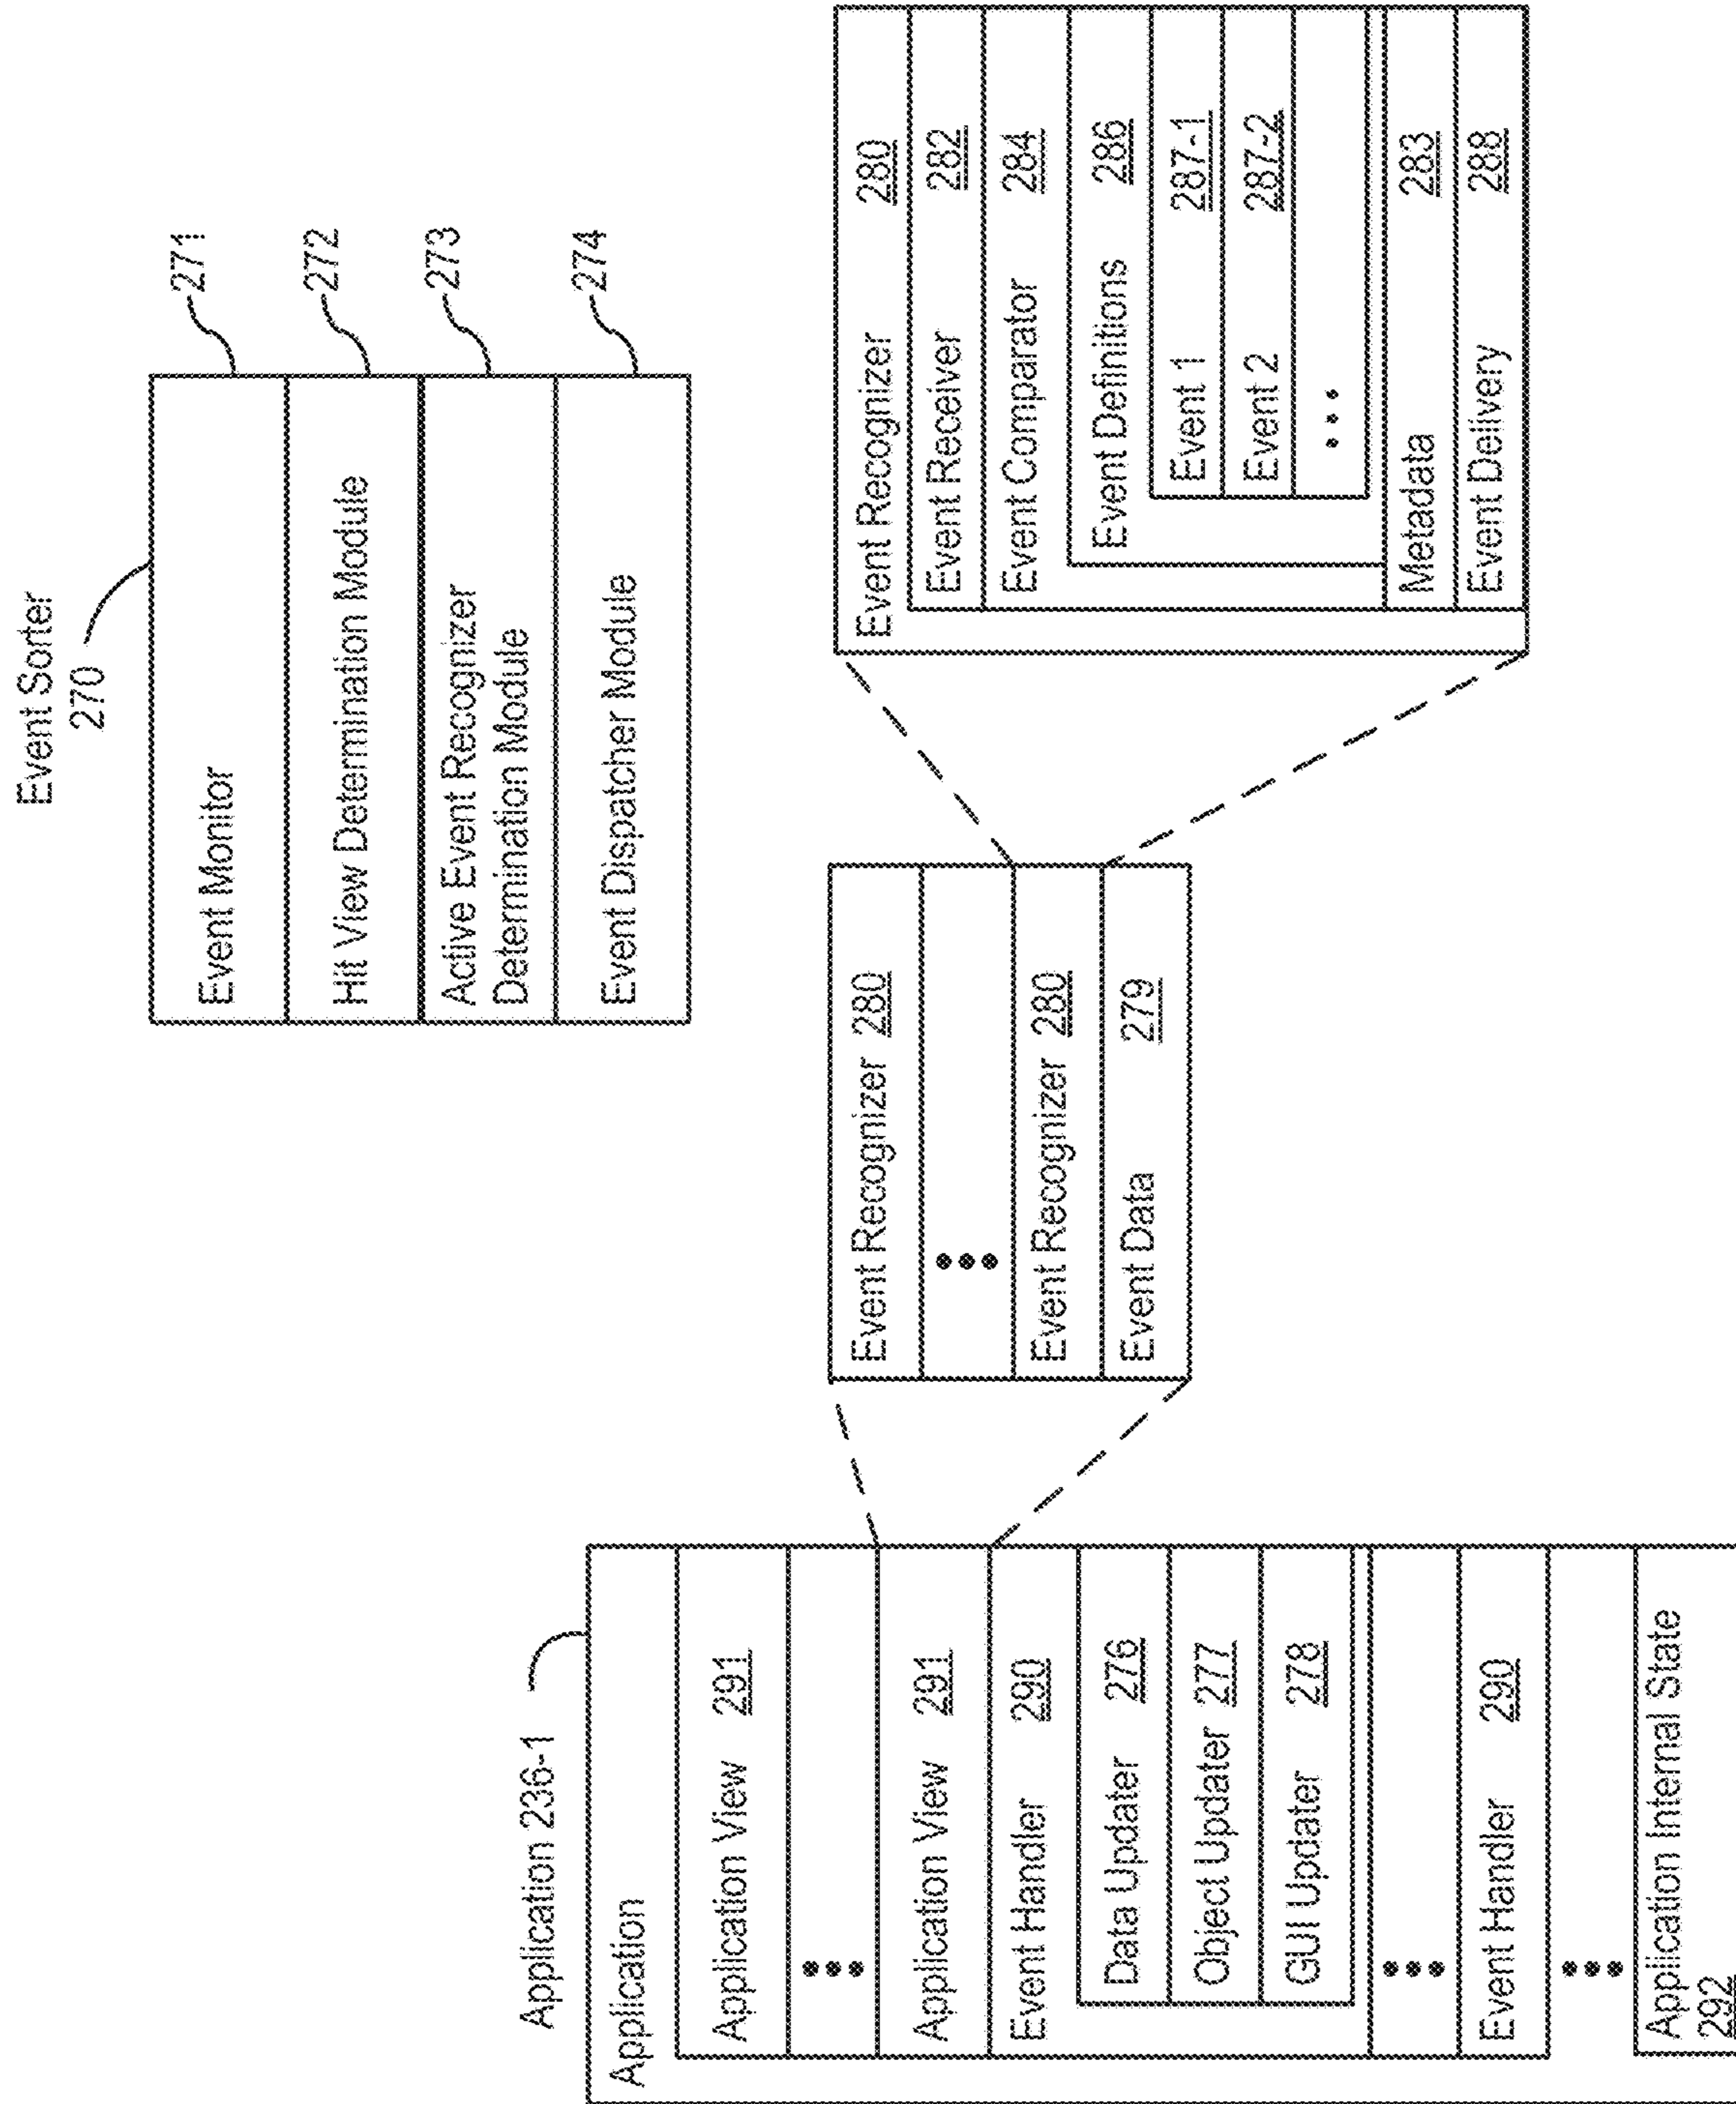 Event Sorter
270
Event Monitor
271
Hit View Determination Module
272
Active Event Recognizer
Determination Module
273
Event Dispatcher Module
274
Application 236-1
Application
Application View 291
Application View 291
Event Handler 290
Data Updater 276
Object Updater 277
GUI Updater 278
Event Handler 290
Application Internal State
292
Event Recognizer 280
Event Recognizer 280
Event Data 279
Event Recognizer 280
Event Receiver 282
Event Comparator 284
Event Definitions 286
Event 1 287-1
Event 2 287-2
Metadata 283
Event Delivery 288